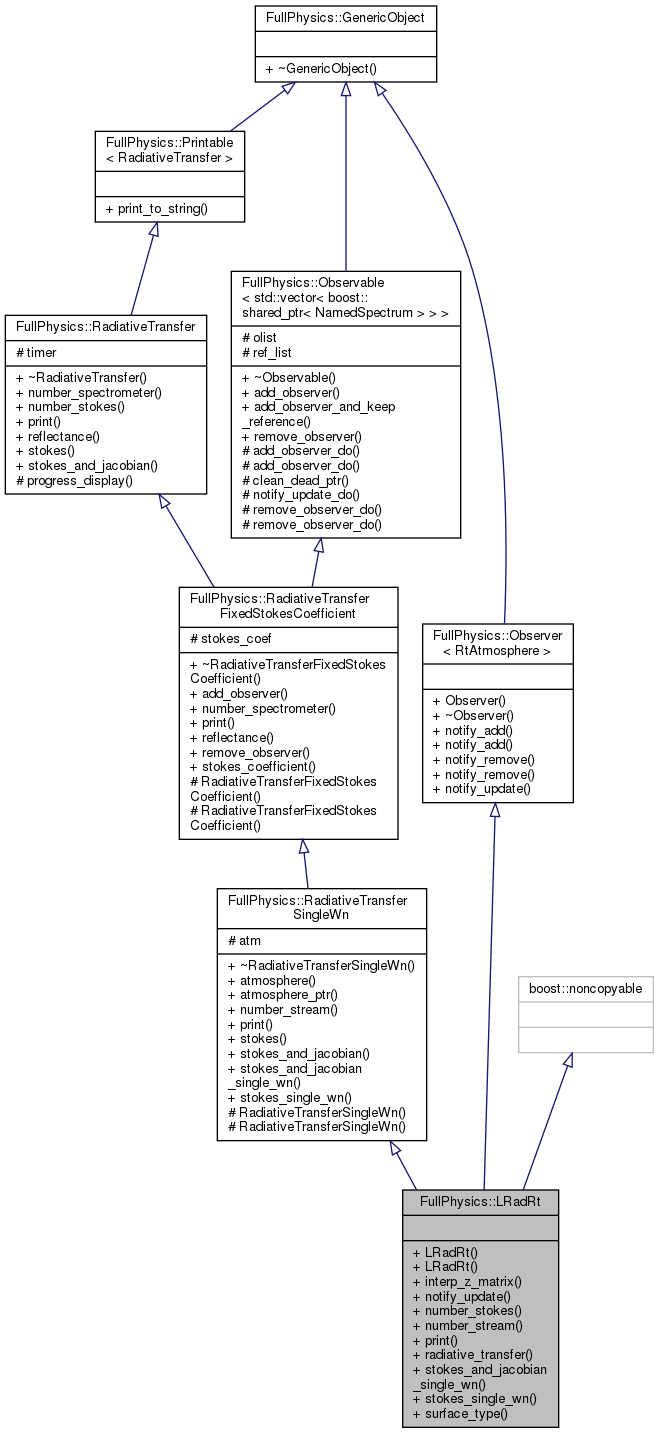 FullPhysics::GenericObject
+ ~GenericObject()
FullPhysics::Printable
< RadiativeTransfer >
+ print_to_string()
FullPhysics::Observable
< std::vector< boost::
shared_ptr< NamedSpectrum > > >
# olist
# ref_list
+ ~Observable()
+ add_observer()
+ add_observer_and_keep
_reference()
+ remove_observer()
# add_observer_do()
# add_observer_do()
# clean_dead_ptr()
# notify_update_do()
# remove_observer_do()
# remove_observer_do()
FullPhysics::RadiativeTransfer
# timer
+ ~RadiativeTransfer()
+ number_spectrometer()
+ number_stokes()
+ print()
+ reflectance()
+ stokes()
+ stokes_and_jacobian()
# progress_display()
FullPhysics::RadiativeTransfer
FixedStokesCoefficient
# stokes_coef
+ ~RadiativeTransferFixedStokes
Coefficient()
+ add_observer()
+ number_spectrometer()
+ print()
+ reflectance()
+ remove_observer()
+ stokes_coefficient()
# RadiativeTransferFixedStokes
Coefficient()
# RadiativeTransferFixedStokes
Coefficient()
FullPhysics::Observer
< RtAtmosphere >
+ Observer()
+ ~Observer()
+ notify_add()
+ notify_add()
+ notify_remove()
+ notify_remove()
+ notify_update()
FullPhysics::RadiativeTransfer
SingleWn
# atm
+ ~RadiativeTransferSingleWn()
+ atmosphere()
+ atmosphere_ptr()
+ number_stream()
+ print()
+ stokes()
+ stokes_and_jacobian()
+ stokes_and_jacobian
_single_wn()
+ stokes_single_wn()
# RadiativeTransferSingleWn()
# RadiativeTransferSingleWn()
boost::noncopyable
FullPhysics::LRadRt
+ LRadRt()
+ LRadRt()
+ interp_z_matrix()
+ notify_update()
+ number_stokes()
+ number_stream()
+ print()
+ radiative_transfer()
+ stokes_and_jacobian
_single_wn()
+ stokes_single_wn()
+ surface_type()